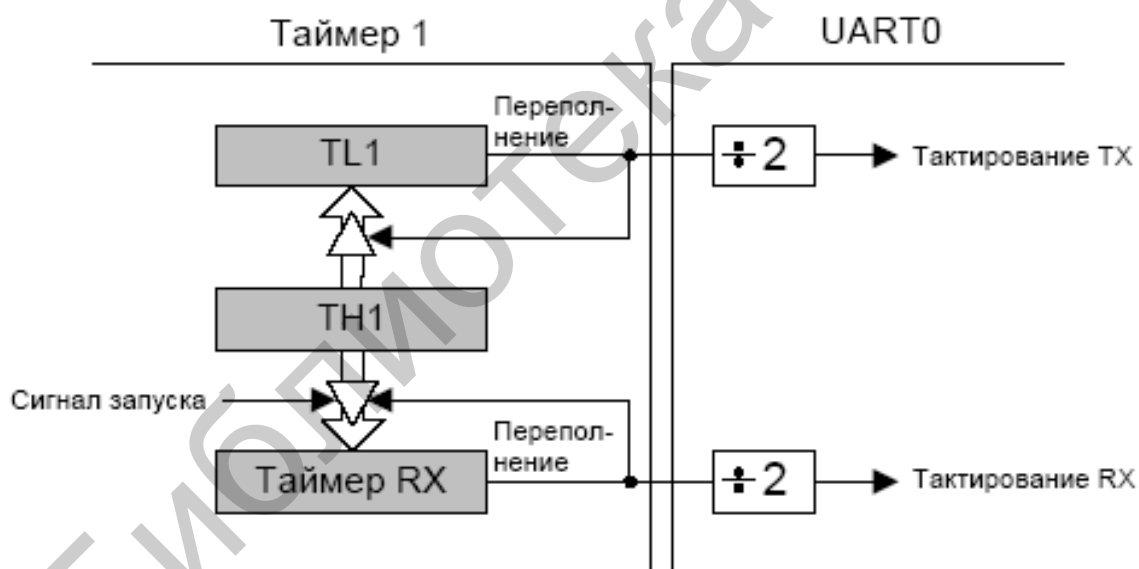 Таймер 1
UART0
Перепол-
нение
TL1
÷2
Тактирование TX
TH1
Сигнал запуска
Перепол-
нение
Таймер RX
÷2
Тактирование RX
Библиотека